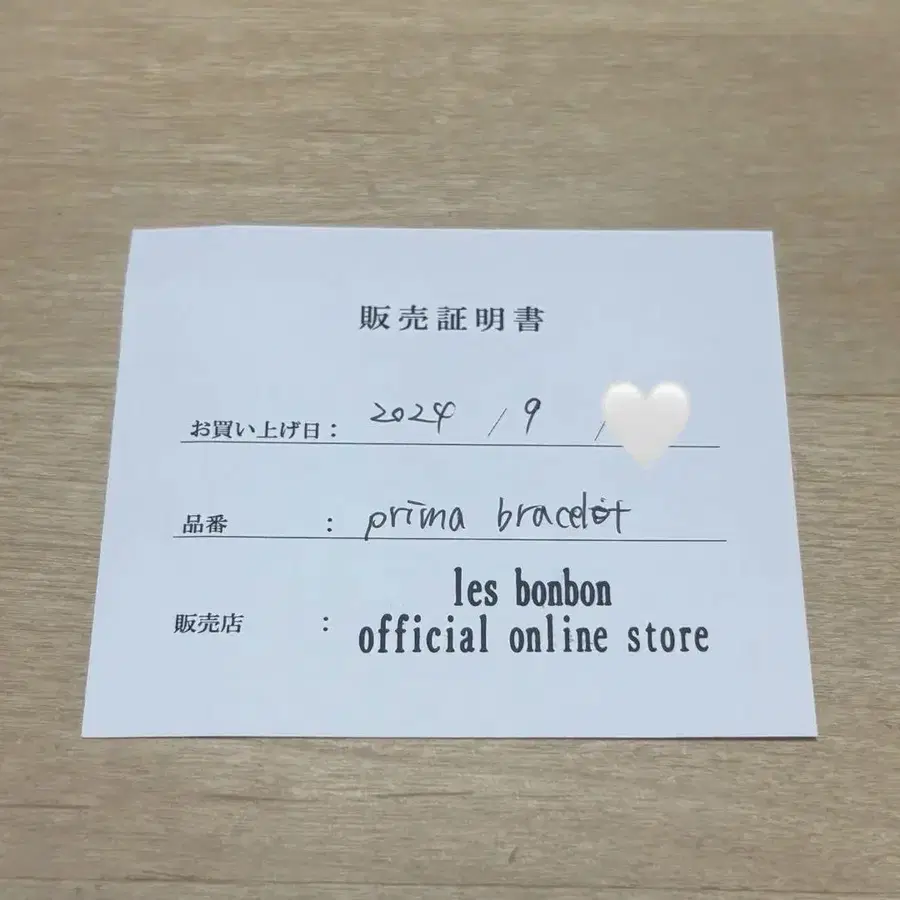 販売証明書
お買い上げ日： 2024 / 9 /
品番 ： prima bracelet
販売店 ： les bonbon
official online store